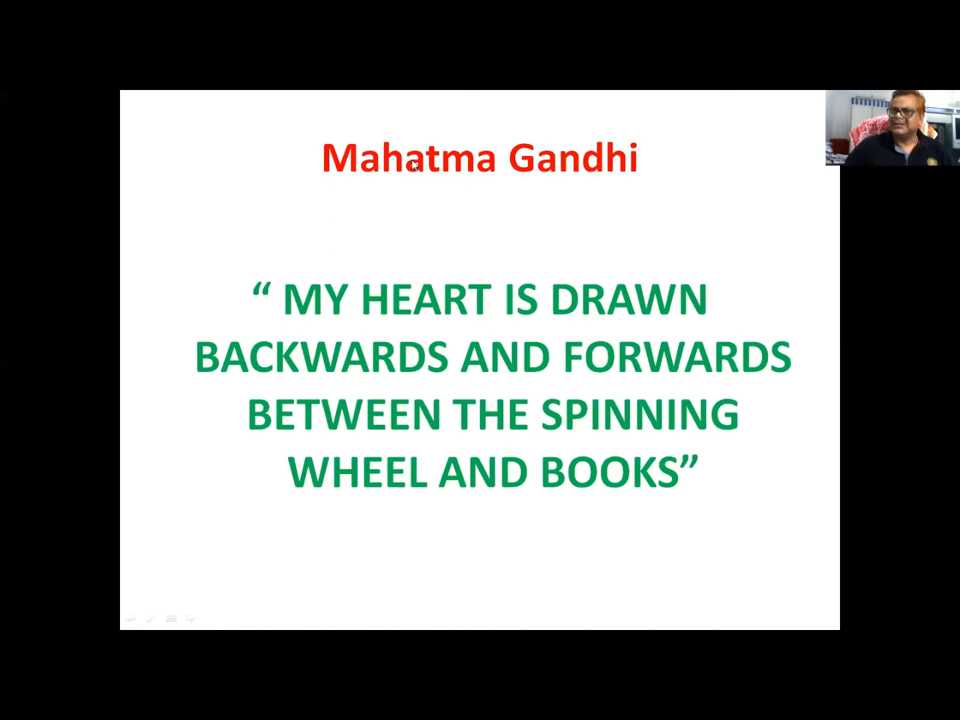 Mahatma Gandhi
“ MY HEART IS DRAWN
BACKWARDS AND FORWARDS
BETWEEN THE SPINNING
WHEEL AND BOOKS”